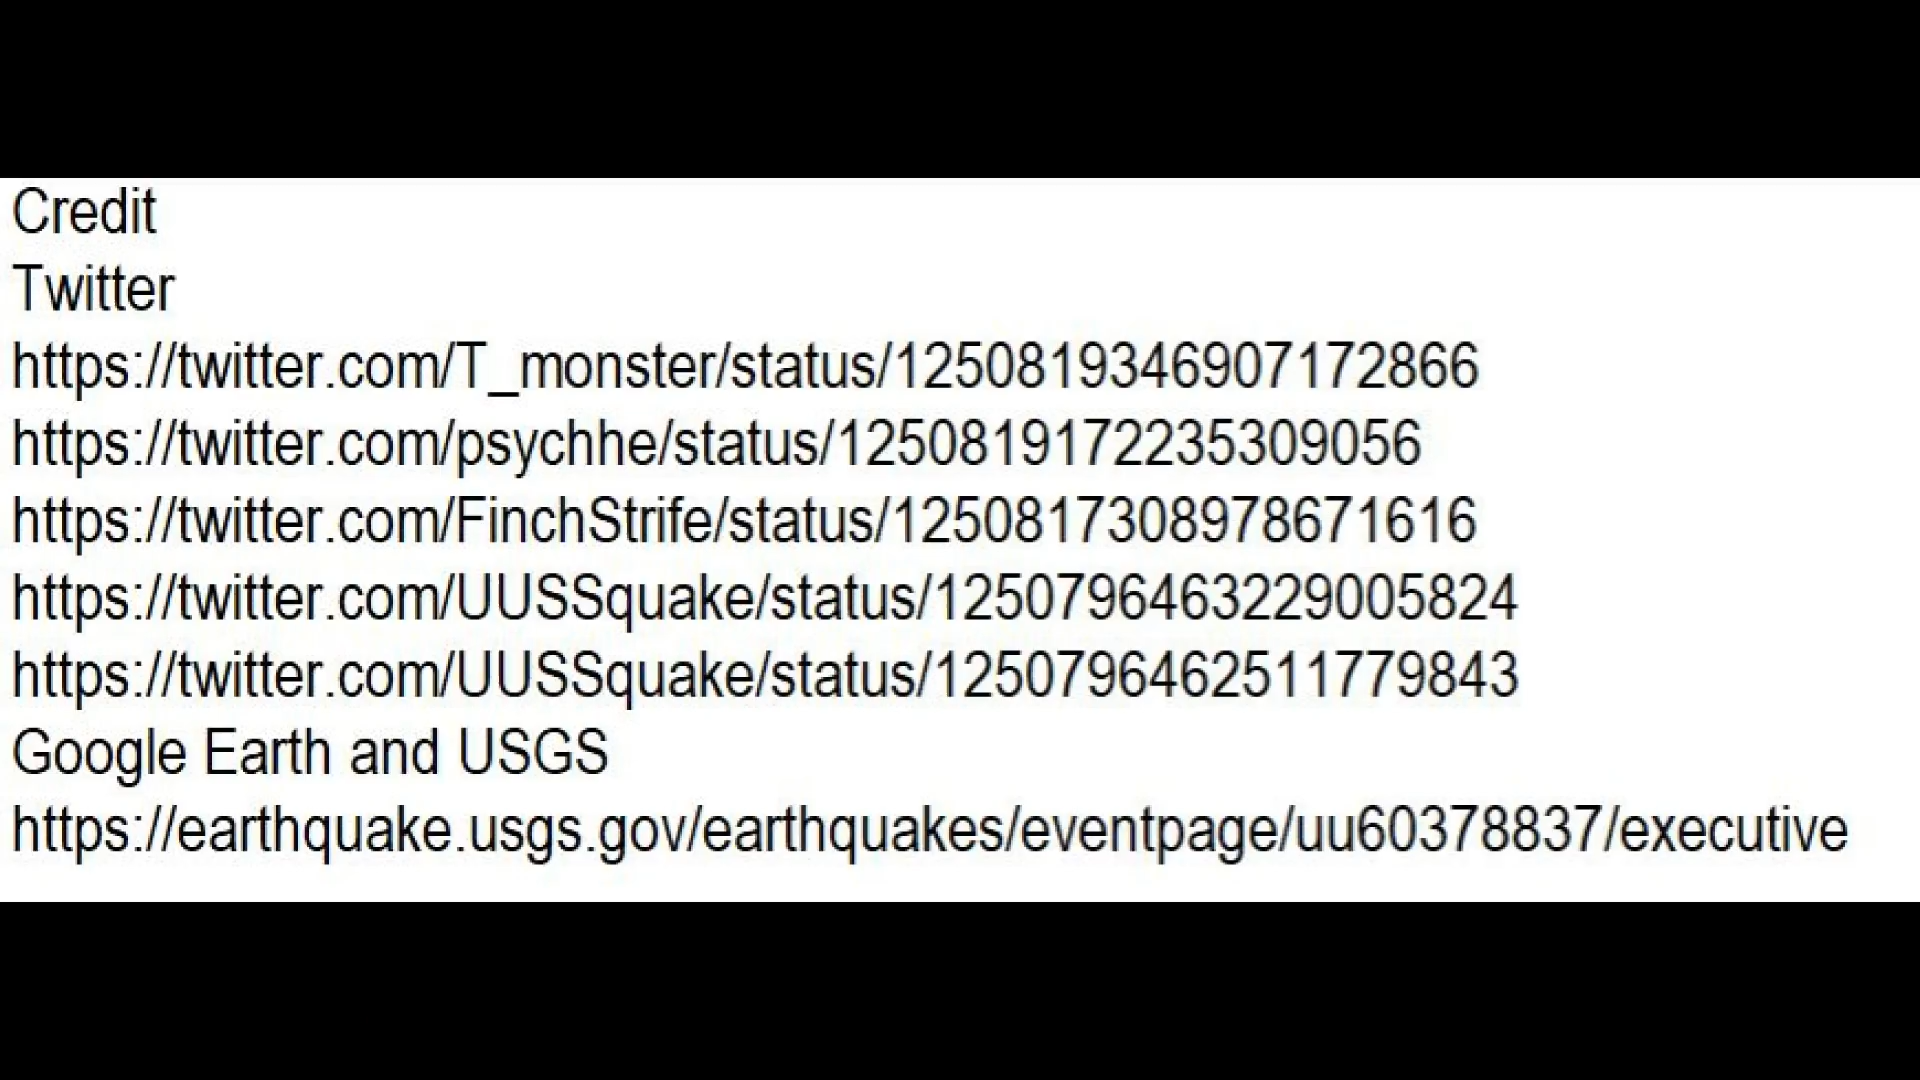 Credit
Twitter
https://twitter.com/T_monster/status/1250819346907172866
https://twitter.com/psychhe/status/1250819172235309056
https://twitter.com/FinchStrife/status/1250817308978671616
https://twitter.com/UUSSquake/status/1250796463229005824
https://twitter.com/UUSSquake/status/1250796462511779843
Google Earth and USGS
https://earthquake.usgs.gov/earthquakes/eventpage/uu60378837/executive